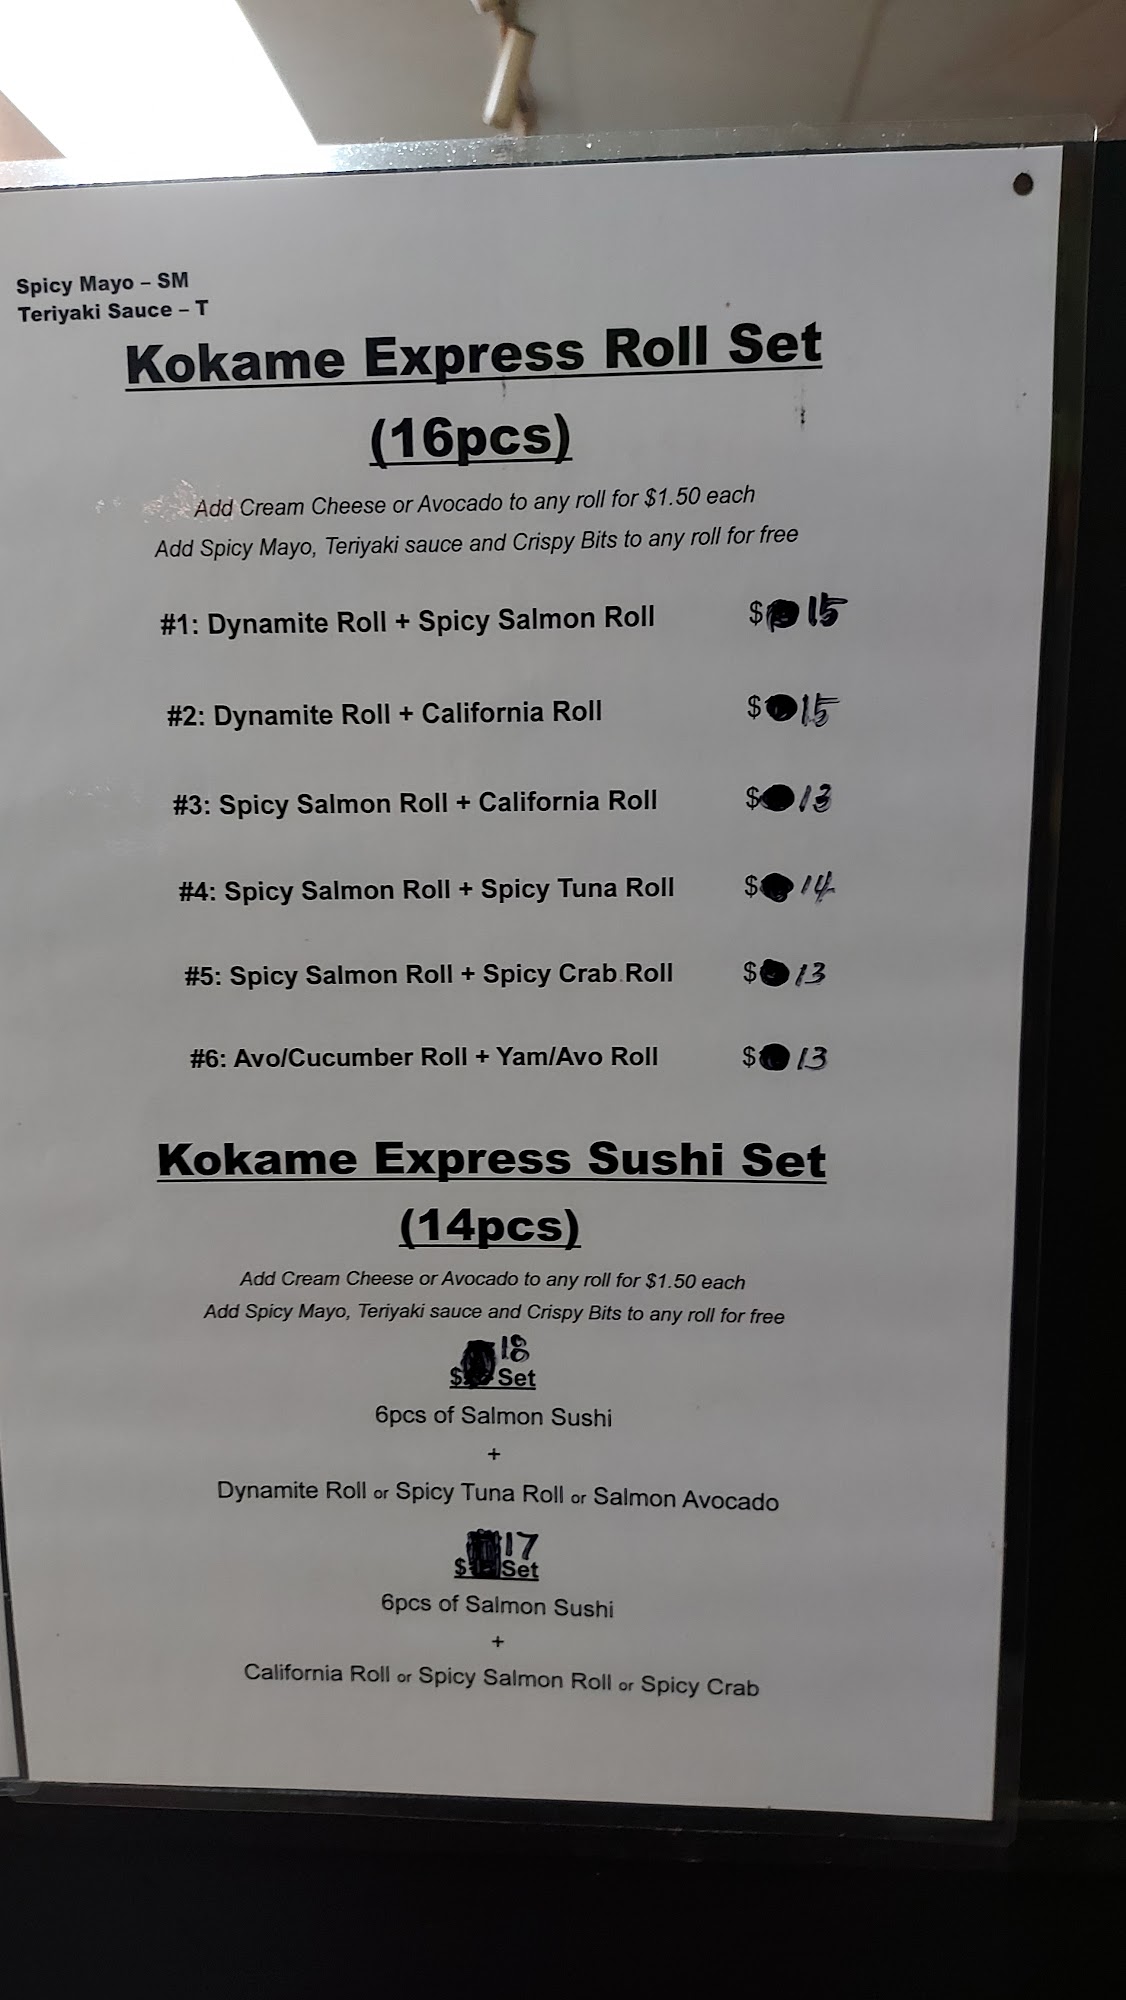 Spicy Mayo – SM
Teriyaki Sauce – T
Kokame Express Roll Set
(16pcs)
Add Cream Cheese or Avocado to any roll for $1.50 each
Add Spicy Mayo, Teriyaki sauce and Crispy Bits to any roll for free
#1: Dynamite Roll + Spicy Salmon Roll $15
#2: Dynamite Roll + California Roll $15
#3: Spicy Salmon Roll + California Roll $13
#4: Spicy Salmon Roll + Spicy Tuna Roll $14
#5: Spicy Salmon Roll + Spicy Crab Roll $13
#6: Avo/Cucumber Roll + Yam/Avo Roll $13
Kokame Express Sushi Set
(14pcs)
Add Cream Cheese or Avocado to any roll for $1.50 each
Add Spicy Mayo, Teriyaki sauce and Crispy Bits to any roll for free
$18 Set
6pcs of Salmon Sushi
+
Dynamite Roll or Spicy Tuna Roll or Salmon Avocado
$17 Set
6pcs of Salmon Sushi
+
California Roll or Spicy Salmon Roll or Spicy Crab